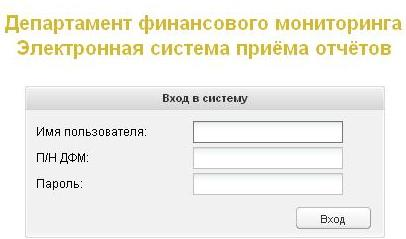 Департамент финансового мониторинга
Электронная система приёма отчётов
Вход в систему
Имя пользователя:
П/Н ДФМ:
Пароль:
Вход